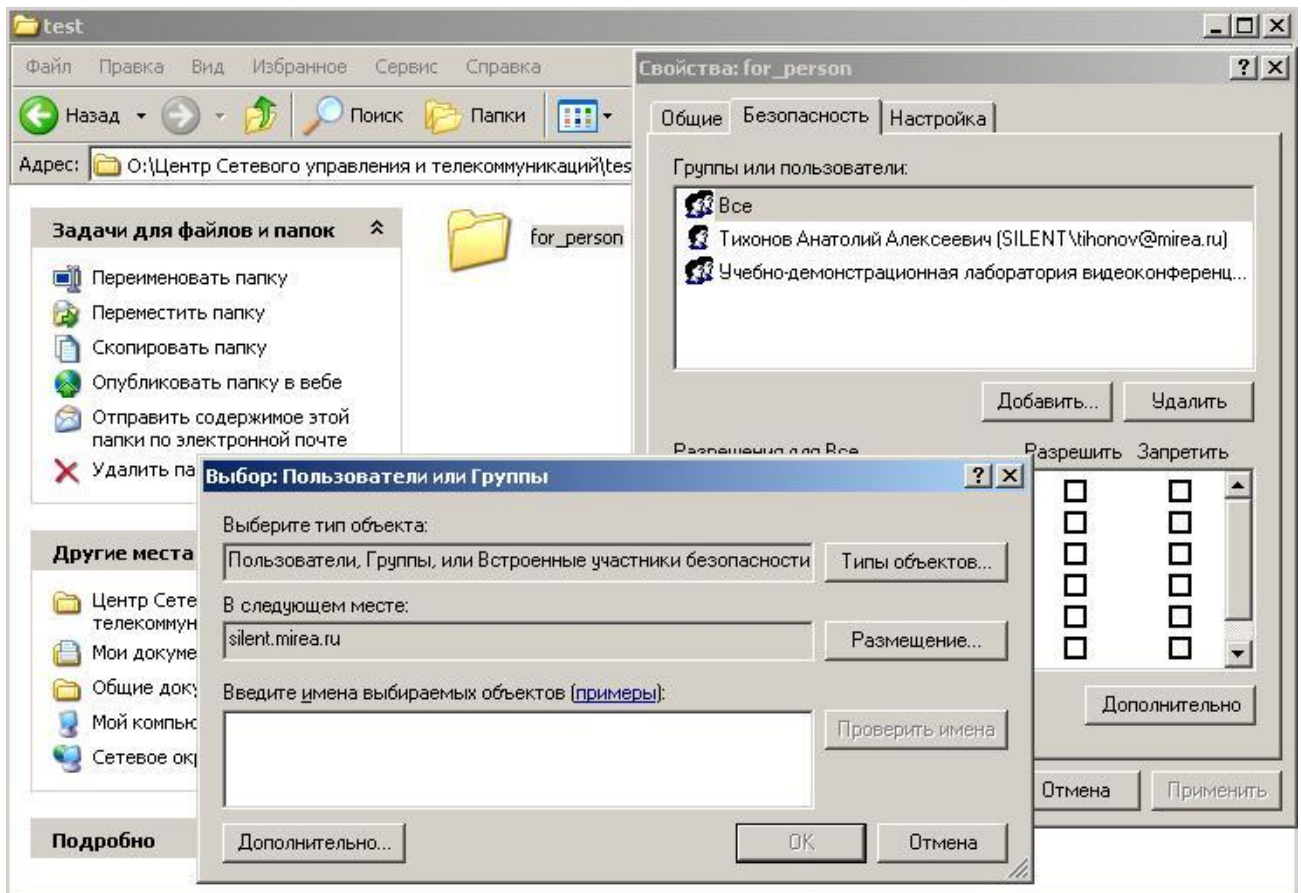 test
Файл Правка Вид Избранное Сервис Справка
Назад Поиск Папки
Адрес: O:\Центр Сетевого управления и телекоммуникаций\tes
Задачи для файлов и папок
Переименовать папку
Переместить папку
Скопировать папку
Опубликовать папку в вебе
Отправить содержимое этой
папки по электронной почте
Удалить па
Другие места
Центр Сете
телекоммун
Мои докуме
Общие доку
Мой компьк
Сетевое окр
Подробно
for_person
Свойства: for_person
Общие Безопасность Настройка
Группы или пользователи:
Все
Тихонов Анатолий Алексеевич (SILENT\tihonov@mirea.ru)
Учебно-демонстрационная лаборатория видеоконференц...
Добавить... Удалить
Разрешения для Все Разрешить Запретить
Дополнительно
Отмена Применить
Выбор: Пользователи или Группы
Выберите тип объекта:
Пользователи, Группы, или Встроенные участники безопасности Типы объектов...
В следующем месте:
silent.mirea.ru Размещение...
Введите имена выбираемых объектов (примеры):
Проверить имена
Дополнительно... OK Отмена